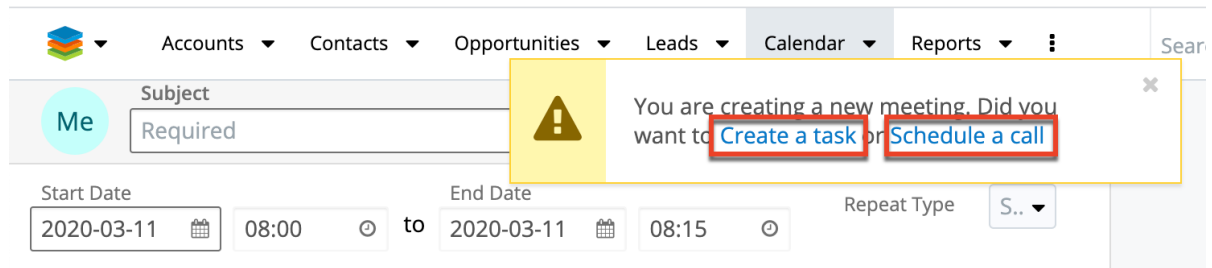 Accounts Contacts Opportunities Leads Calendar Reports
You are creating a new meeting. Did you
want to Create a task or Schedule a call
Me
Subject
Required
Start Date End Date
Repeat Type
2020-03-11 08:00 to 2020-03-11 08:15
S..